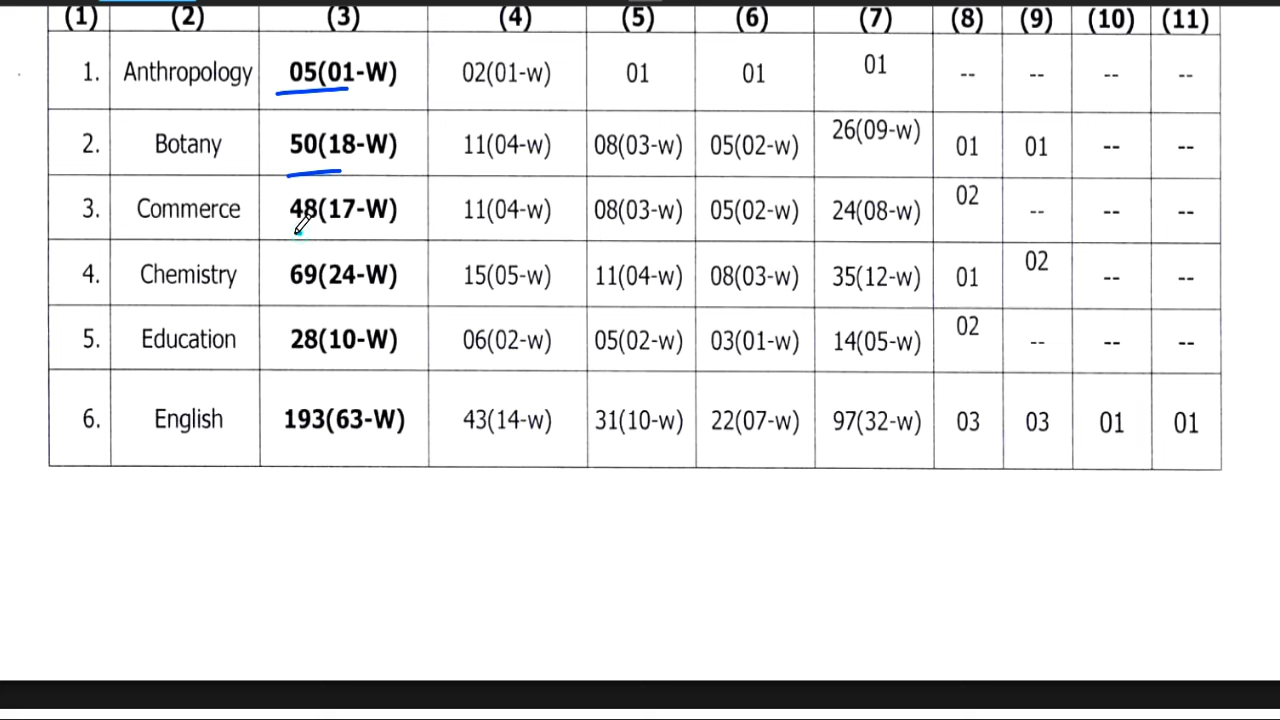 (1) (2) (3) (4) (5) (6) (7) (8) (9) (10) (11)
1. Anthropology 05(01-W) 02(01-w) 01 01 01 -- -- -- --
2. Botany 50(18-W) 11(04-w) 08(03-w) 05(02-w) 26(09-w) 01 01 -- --
3. Commerce 48(17-W) 11(04-w) 08(03-w) 05(02-w) 24(08-w) 02 -- -- --
4. Chemistry 69(24-W) 15(05-w) 11(04-w) 08(03-w) 35(12-w) 01 02 -- --
5. Education 28(10-W) 06(02-w) 05(02-w) 03(01-w) 14(05-w) 02 -- -- --
6. English 193(63-W) 43(14-w) 31(10-w) 22(07-w) 97(32-w) 03 03 01 01